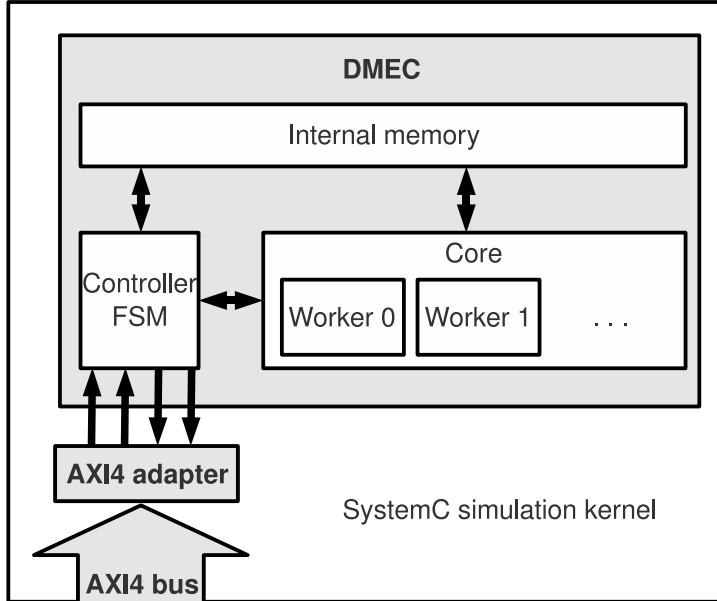 DMEC
Internal memory
Core
Controller
FSM
Worker 0
Worker 1
. . .
AXI4 adapter
SystemC simulation kernel
AXI4 bus